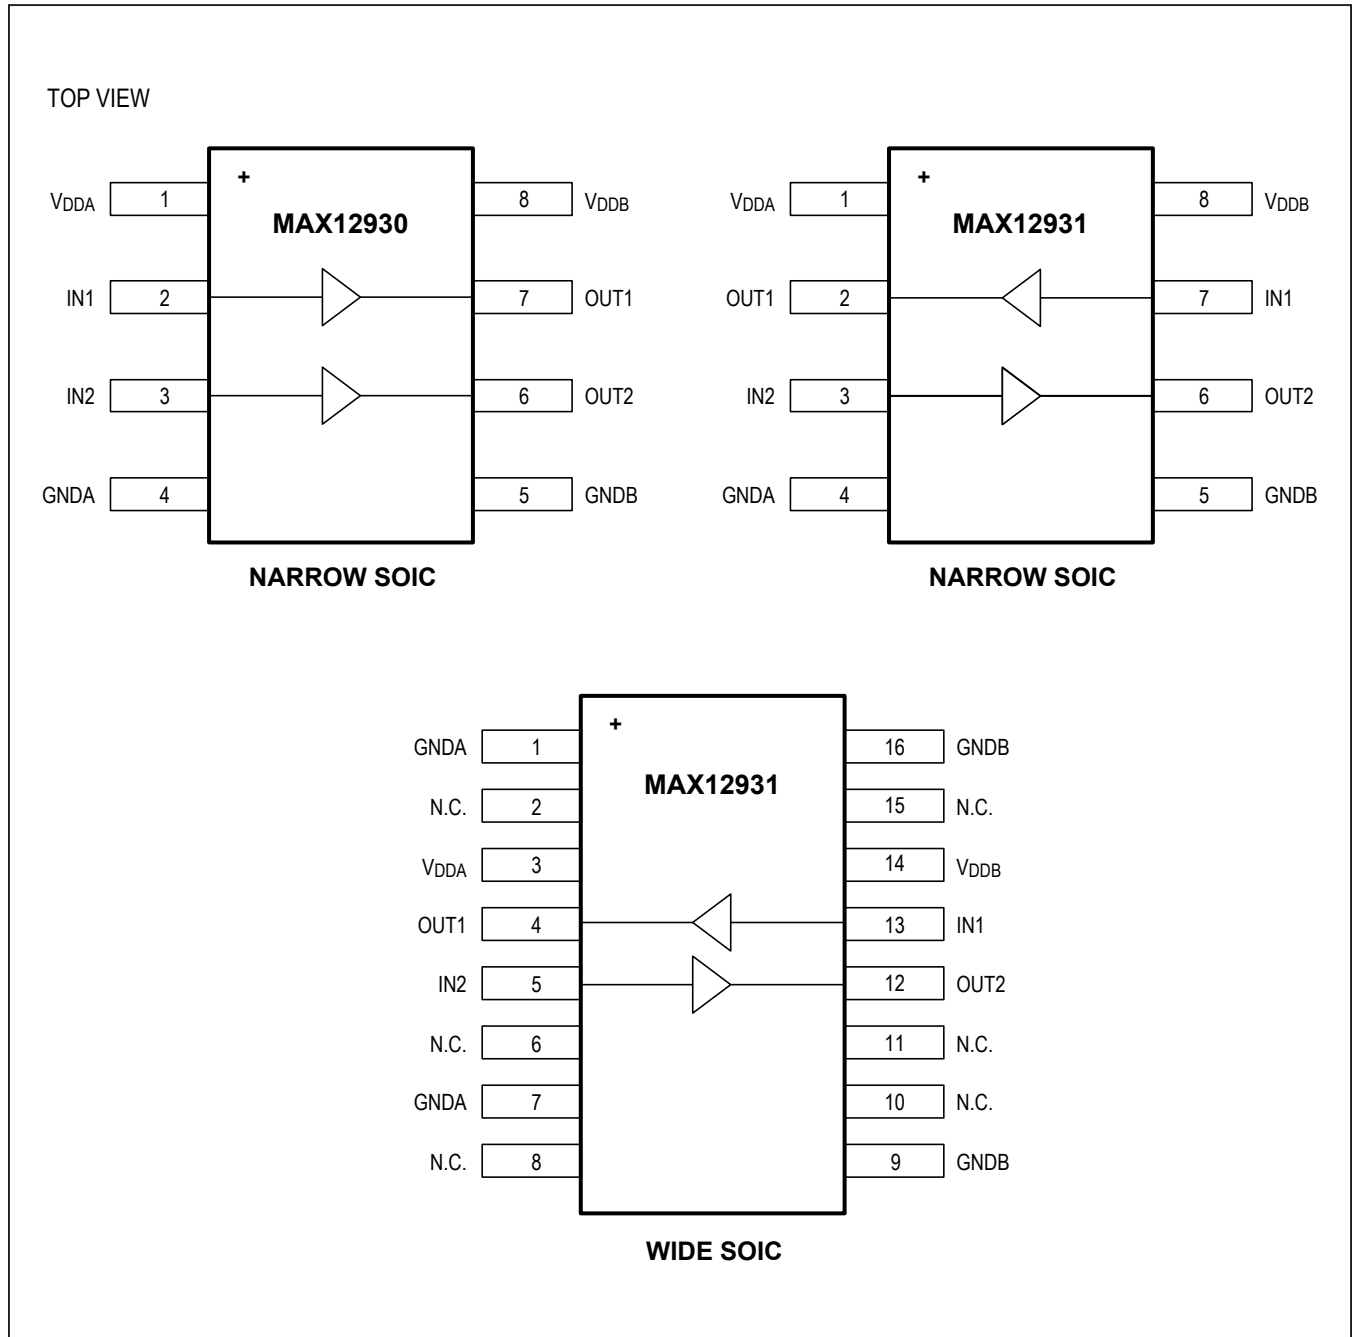 TOP VIEW
+
MAX12930
VDDA 1 8 VDDB
IN1 2 7 OUT1
IN2 3 6 OUT2
GNDA 4 5 GNDB
NARROW SOIC
+
MAX12931
VDDA 1 8 VDDB
OUT1 2 7 IN1
IN2 3 6 OUT2
GNDA 4 5 GNDB
NARROW SOIC
+
GNDA 1 16 GNDB
MAX12931
N.C. 2 15 N.C.
VDDA 3 14 VDDB
OUT1 4 13 IN1
IN2 5 12 OUT2
N.C. 6 11 N.C.
GNDA 7 10 N.C.
N.C. 8 9 GNDB
WIDE SOIC